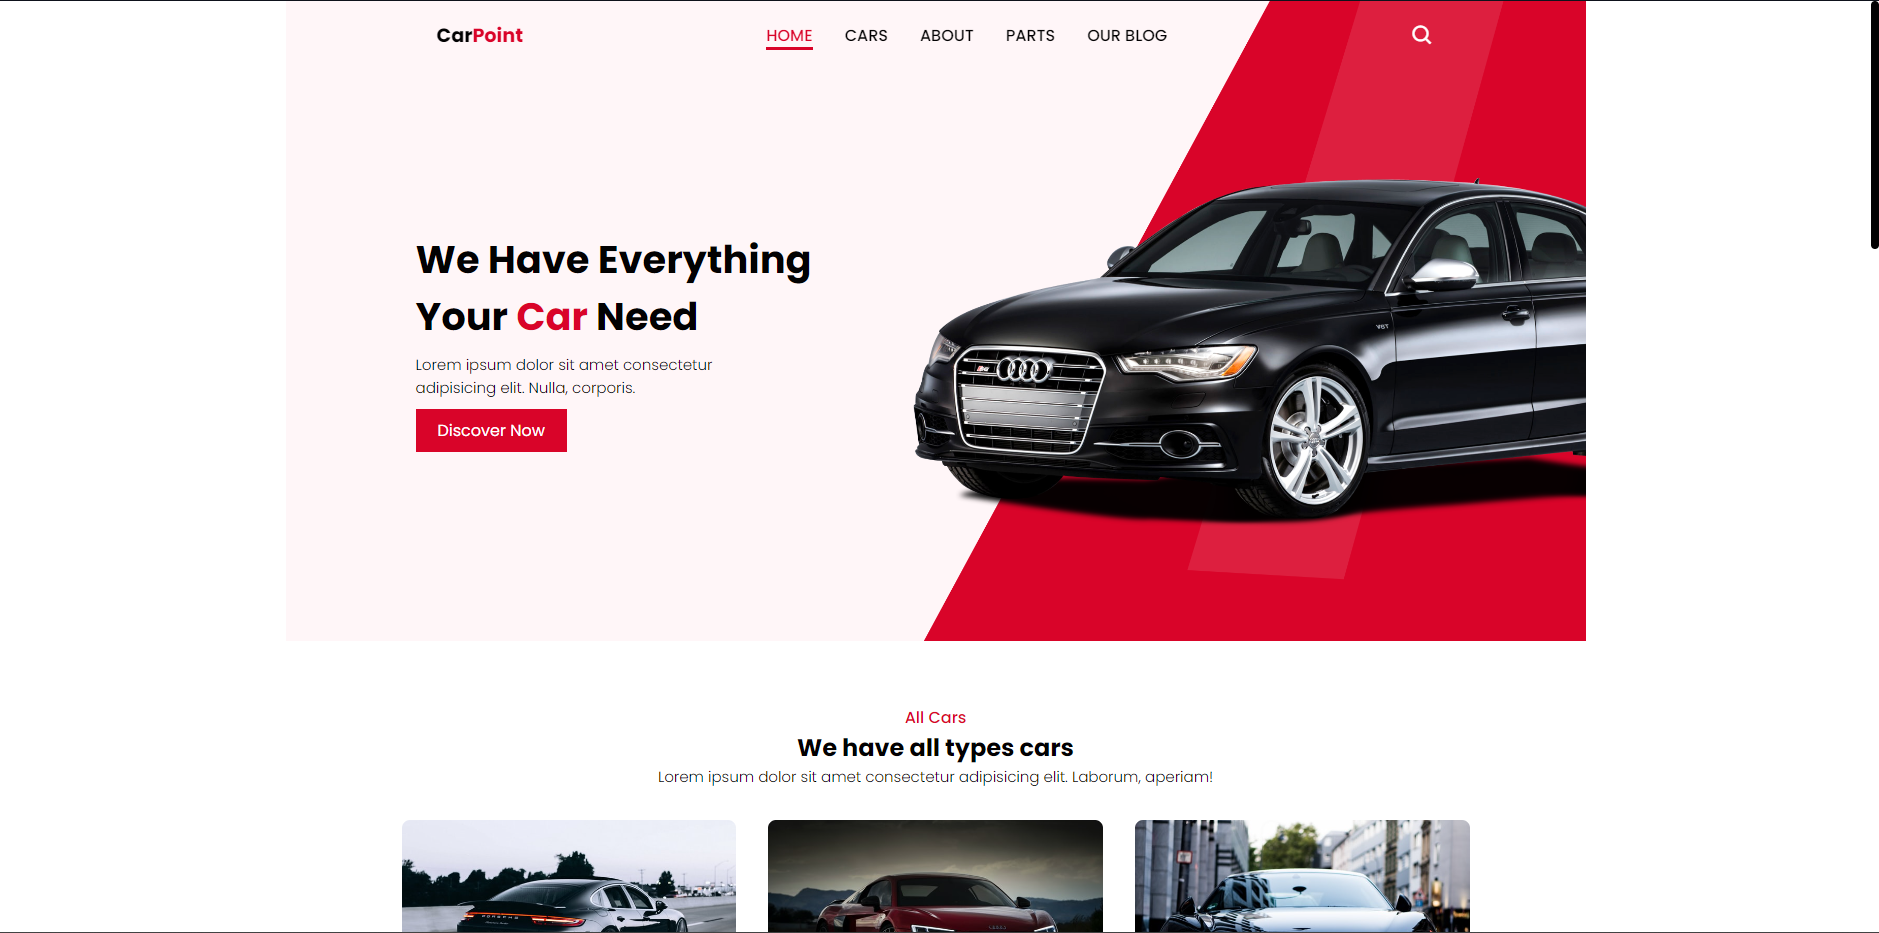 CarPoint
HOME CARS ABOUT PARTS OUR BLOG
We Have Everything
Your Car Need
Lorem ipsum dolor sit amet consectetur
adipisicing elit. Nulla, corporis.
Discover Now
V6T
All Cars
We have all types cars
Lorem ipsum dolor sit amet consectetur adipisicing elit. Laborum, aperiam!
PORSCHE